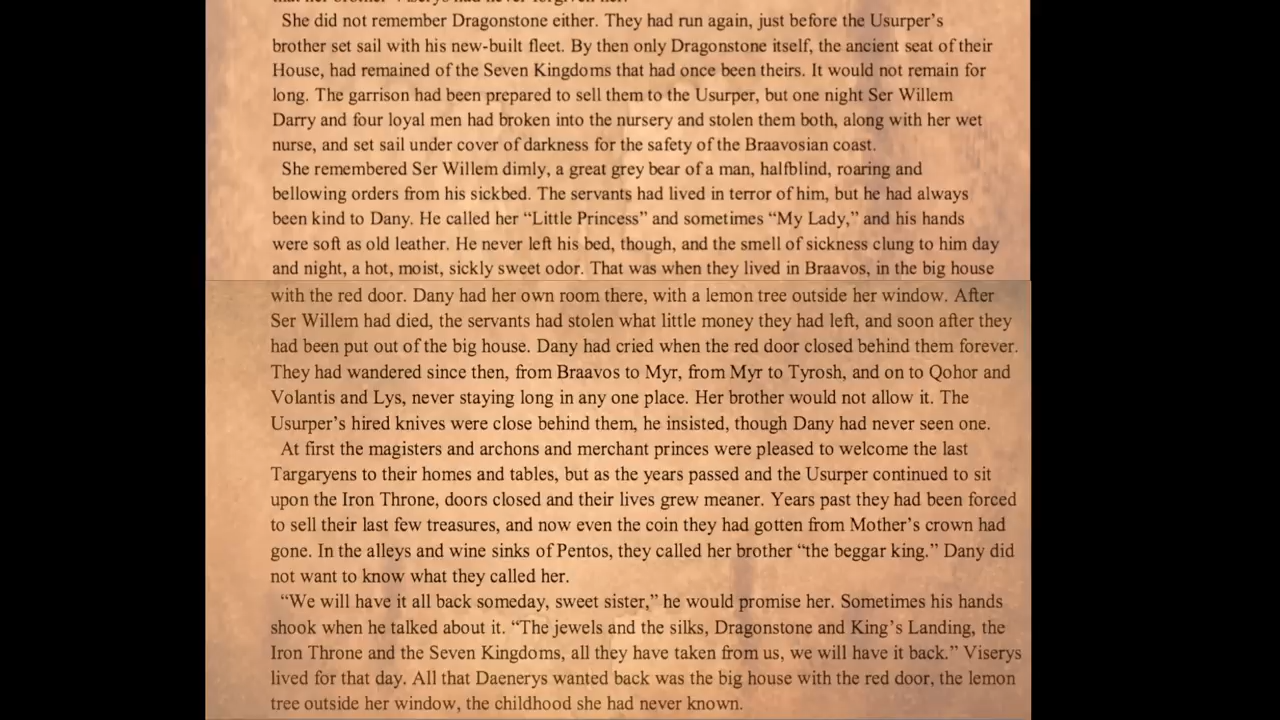 that her brother Viserys had never forgiven her.
She did not remember Dragonstone either. They had run again, just before the Usurper’s
brother set sail with his new-built fleet. By then only Dragonstone itself, the ancient seat of their
House, had remained of the Seven Kingdoms that had once been theirs. It would not remain for
long. The garrison had been prepared to sell them to the Usurper, but one night Ser Willem
Darry and four loyal men had broken into the nursery and stolen them both, along with her wet
nurse, and set sail under cover of darkness for the safety of the Braavosian coast.
She remembered Ser Willem dimly, a great grey bear of a man, halfblind, roaring and
bellowing orders from his sickbed. The servants had lived in terror of him, but he had always
been kind to Dany. He called her “Little Princess” and sometimes “My Lady,” and his hands
were soft as old leather. He never left his bed, though, and the smell of sickness clung to him day
and night, a hot, moist, sickly sweet odor. That was when they lived in Braavos, in the big house
with the red door. Dany had her own room there, with a lemon tree outside her window. After
Ser Willem had died, the servants had stolen what little money they had left, and soon after they
had been put out of the big house. Dany had cried when the red door closed behind them forever.
They had wandered since then, from Braavos to Myr, from Myr to Tyrosh, and on to Qohor and
Volantis and Lys, never staying long in any one place. Her brother would not allow it. The
Usurper’s hired knives were close behind them, he insisted, though Dany had never seen one.
At first the magisters and archons and merchant princes were pleased to welcome the last
Targaryens to their homes and tables, but as the years passed and the Usurper continued to sit
upon the Iron Throne, doors closed and their lives grew meaner. Years past they had been forced
to sell their last few treasures, and now even the coin they had gotten from Mother’s crown had
gone. In the alleys and wine sinks of Pentos, they called her brother “the beggar king.” Dany did
not want to know what they called her.
“We will have it all back someday, sweet sister,” he would promise her. Sometimes his hands
shook when he talked about it. “The jewels and the silks, Dragonstone and King’s Landing, the
Iron Throne and the Seven Kingdoms, all they have taken from us, we will have it back.” Viserys
lived for that day. All that Daenerys wanted back was the big house with the red door, the lemon
tree outside her window, the childhood she had never known.